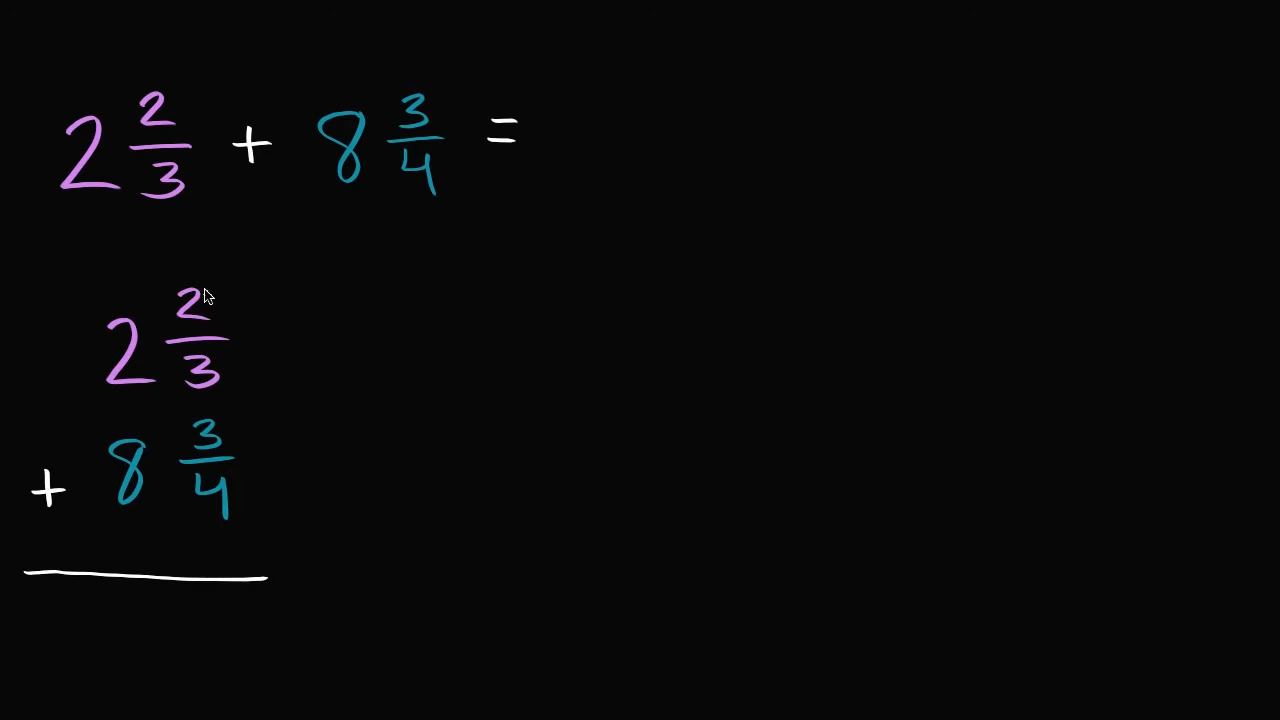 2 2/3 + 8 3/4 =
2 2/3
+ 8 3/4